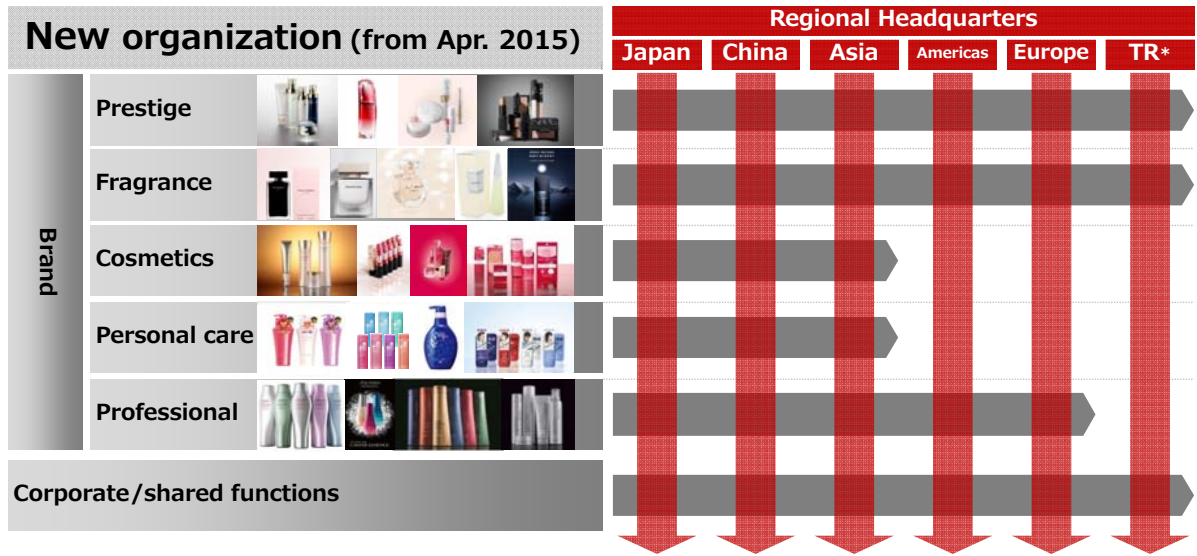 New organization (from Apr. 2015)
Regional Headquarters
Japan China Asia Americas Europe TR*
Brand
Prestige
Fragrance
Cosmetics
Personal care
Professional
Corporate/shared functions